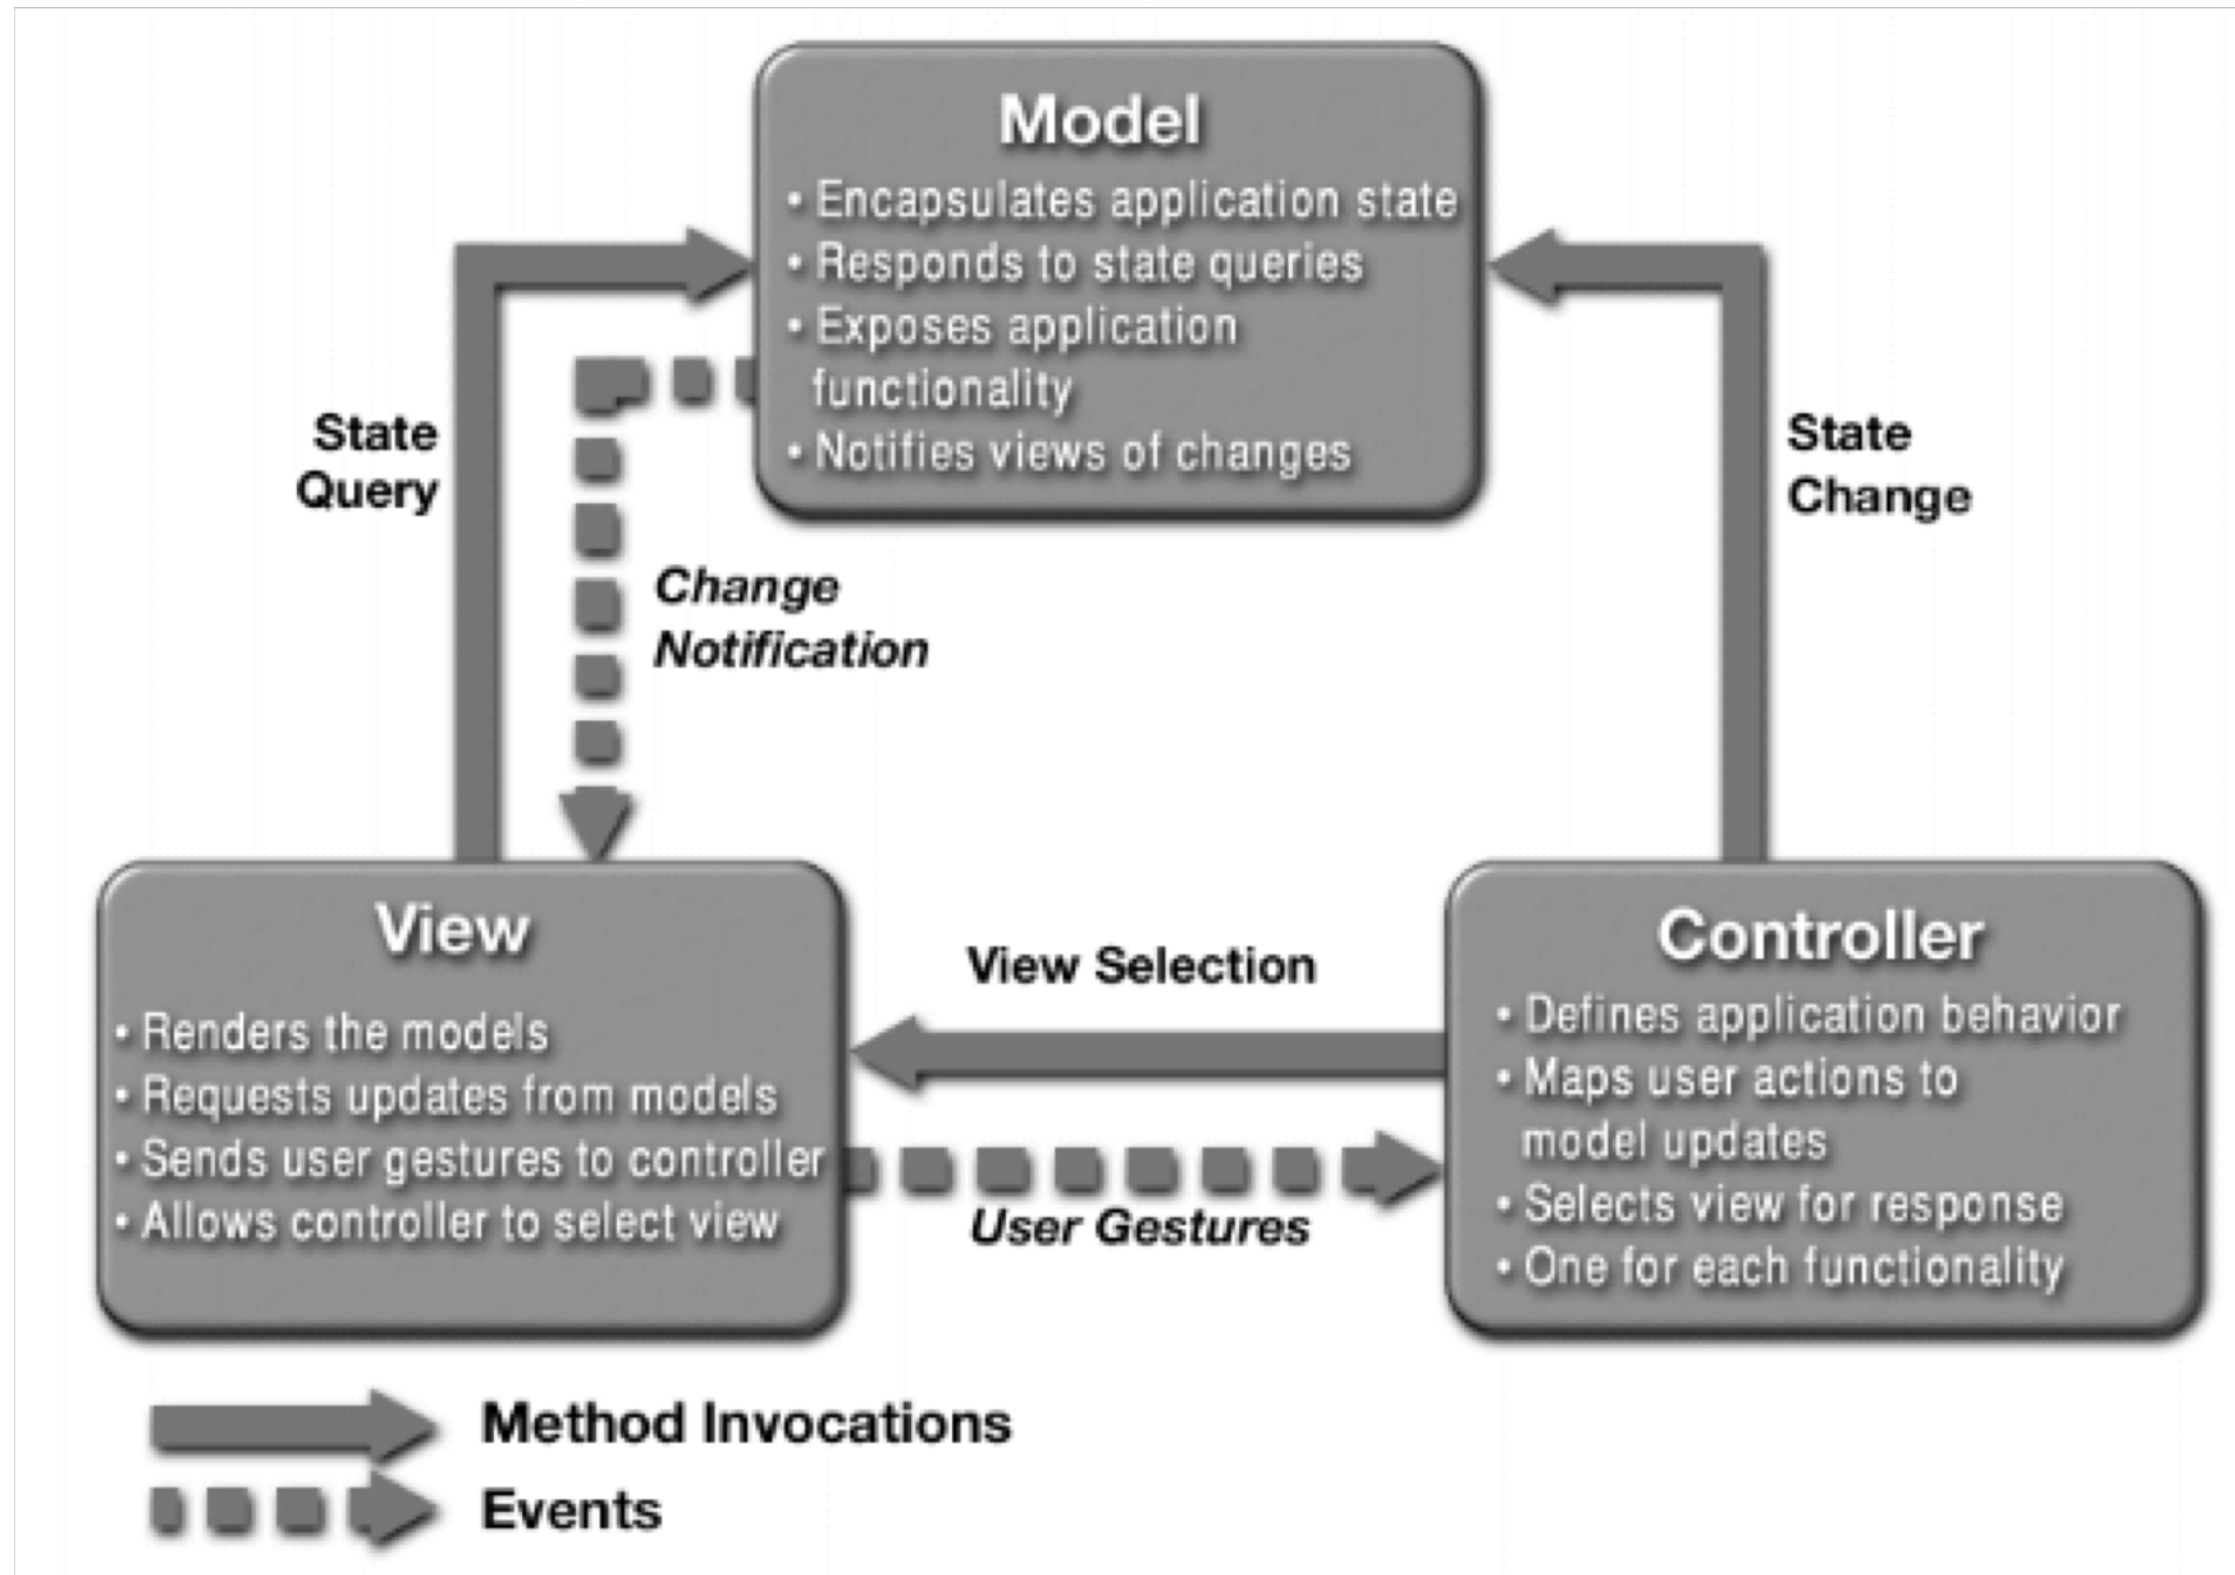 Model
• Encapsulates application state
• Responds to state queries
• Exposes application
functionality
• Notifies views of changes
State
Query
State
Change
Change
Notification
View
• Renders the models
• Requests updates from models
• Sends user gestures to controller
• Allows controller to select view
View Selection
User Gestures
Controller
• Defines application behavior
• Maps user actions to
model updates
• Selects view for response
• One for each functionality
Method Invocations
Events